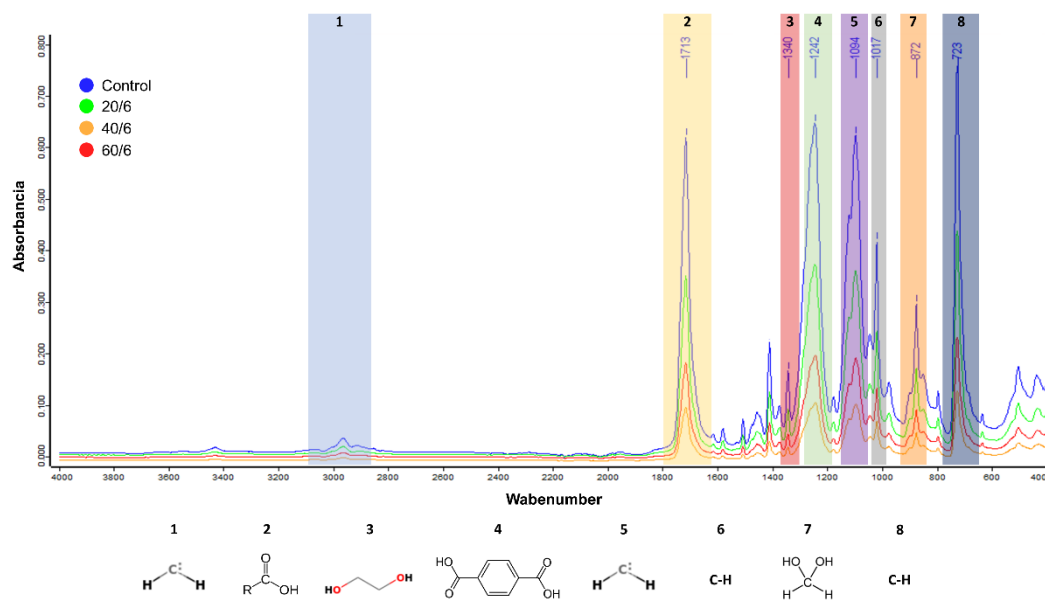 1 2 3 4 5 6 7 8
1713 1340 1242 1094 1017 872 723
Control
20/6
40/6
60/6
Absorbancia
0.800
0.700
0.600
0.500
0.400
0.300
0.200
0.100
0.000
4000 3800 3600 3400 3200 3000 2800 2600 2400 2200 2000 1800 1600 1400 1200 1000 800 600 400
Wabenumber
1 2 3 4 5 6 7 8
H C: H
R O OH
HO OH
HO O O OH
H C: H
C-H
HO OH C H H
C-H